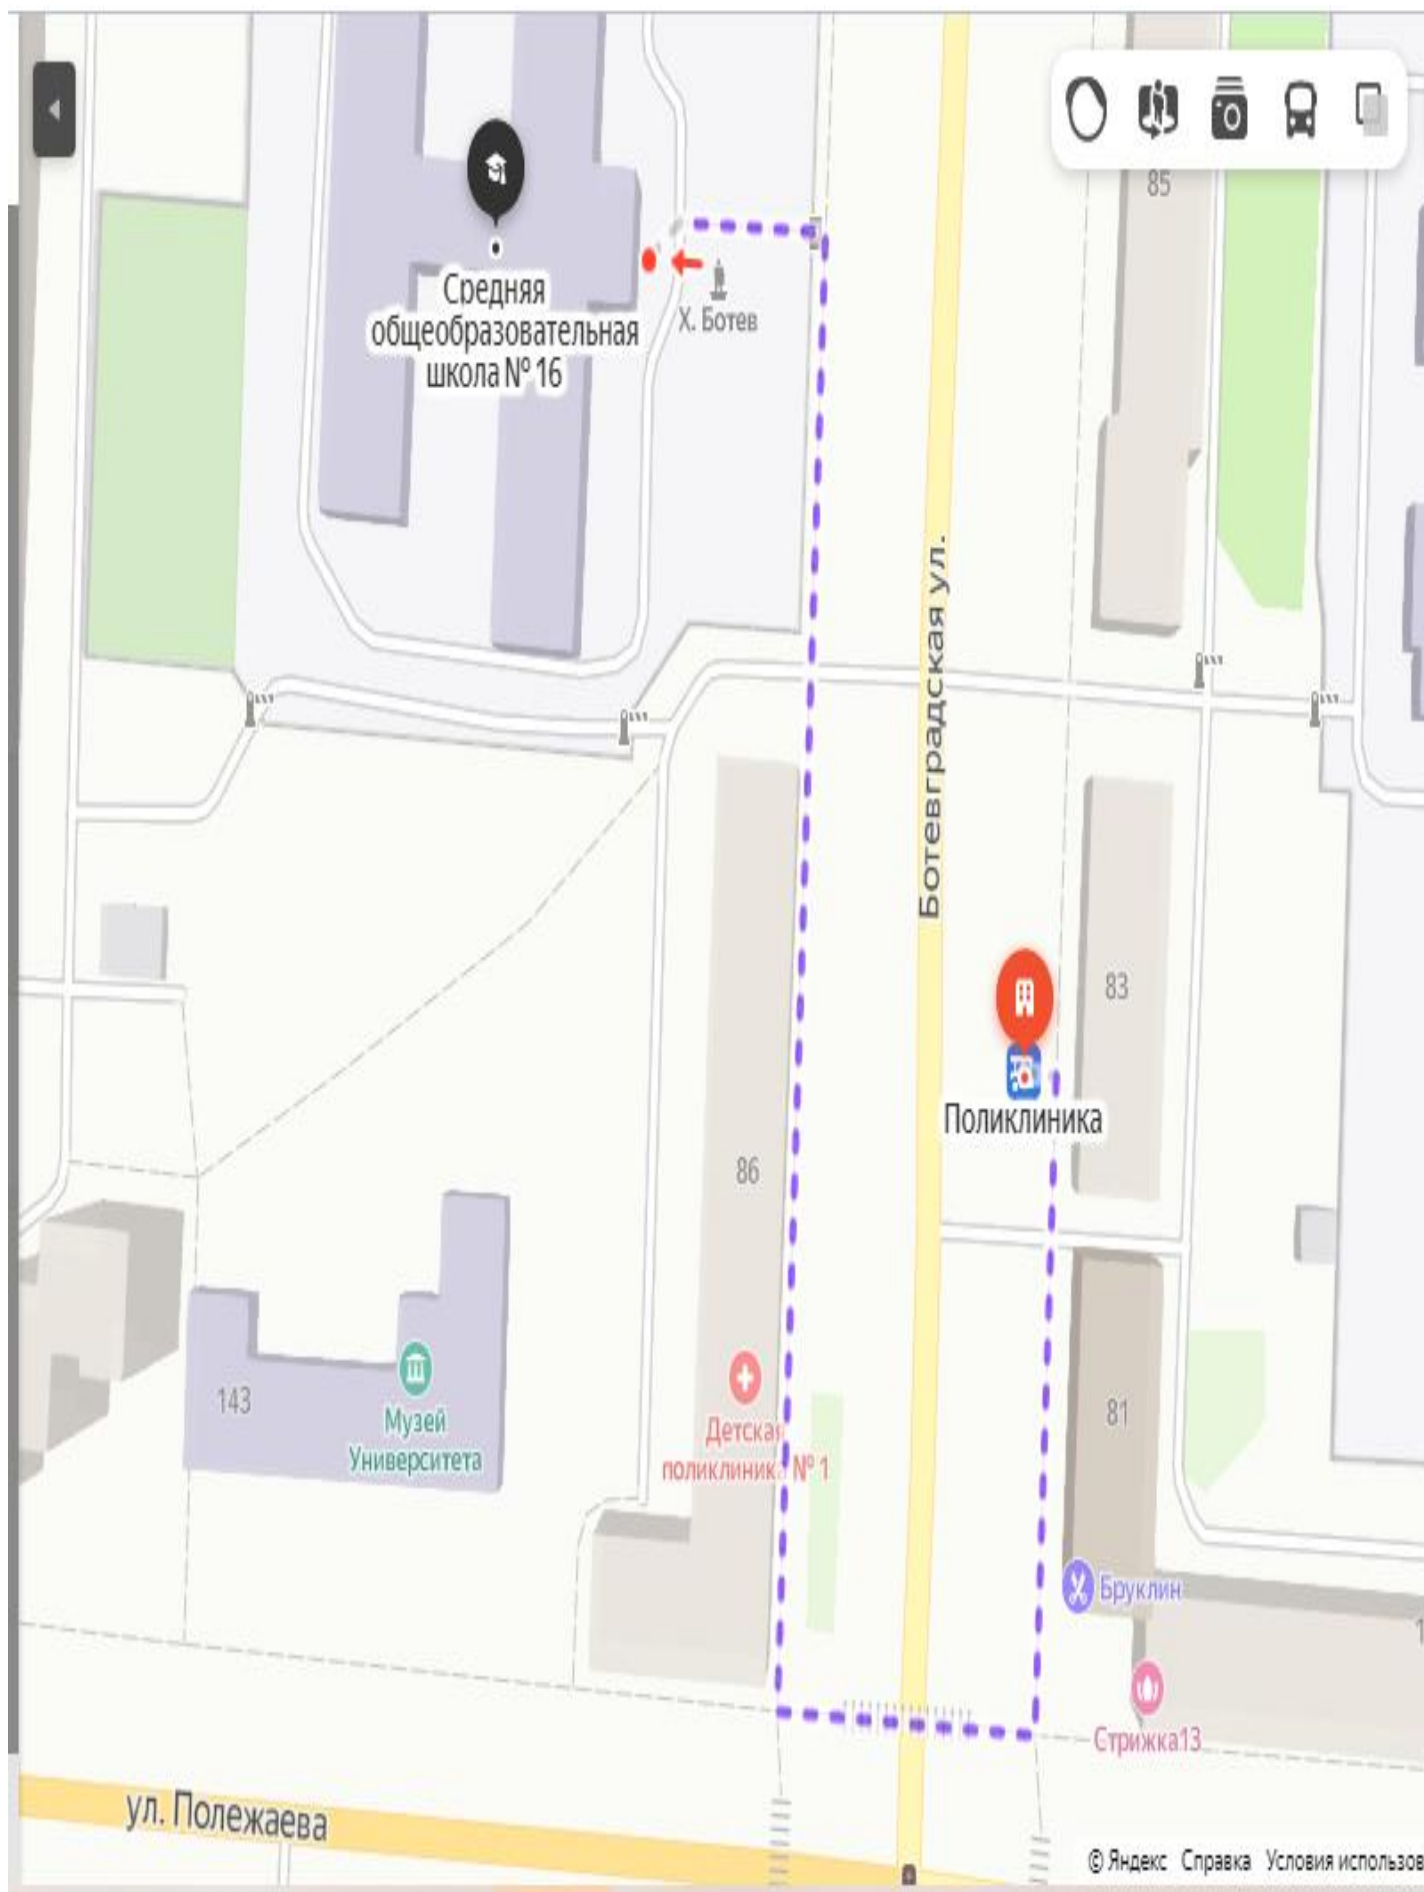 85
Средняя
общеобразовательная
школа № 16
Х. Ботев
Ботевградская ул.
83
Поликлиника
86
81
143
Музей
Университета
Детская
поликлиника № 1
Бруклин
Стрижка13
ул. Полежаева
© Яндекс Справка Условия использов